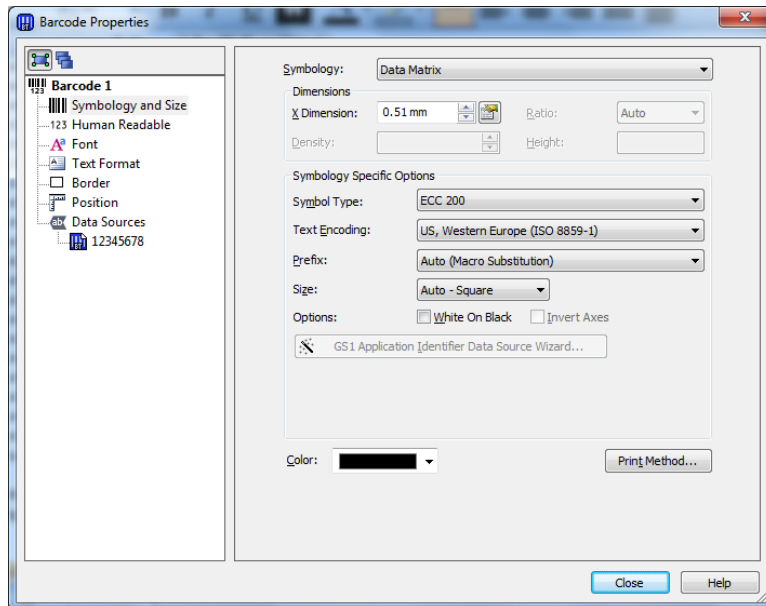 Barcode Properties
Barcode 1
Symbology and Size
Human Readable
Font
Text Format
Border
Position
Data Sources
12345678
Symbology: Data Matrix
Dimensions
X Dimension: 0.51 mm Ratio: Auto
Density: Height:
Symbology Specific Options
Symbol Type: ECC 200
Text Encoding: US, Western Europe (ISO 8859-1)
Prefix: Auto (Macro Substitution)
Size: Auto - Square
Options: White On Black Invert Axes
GS1 Application Identifier Data Source Wizard...
Color: Print Method...
Close Help